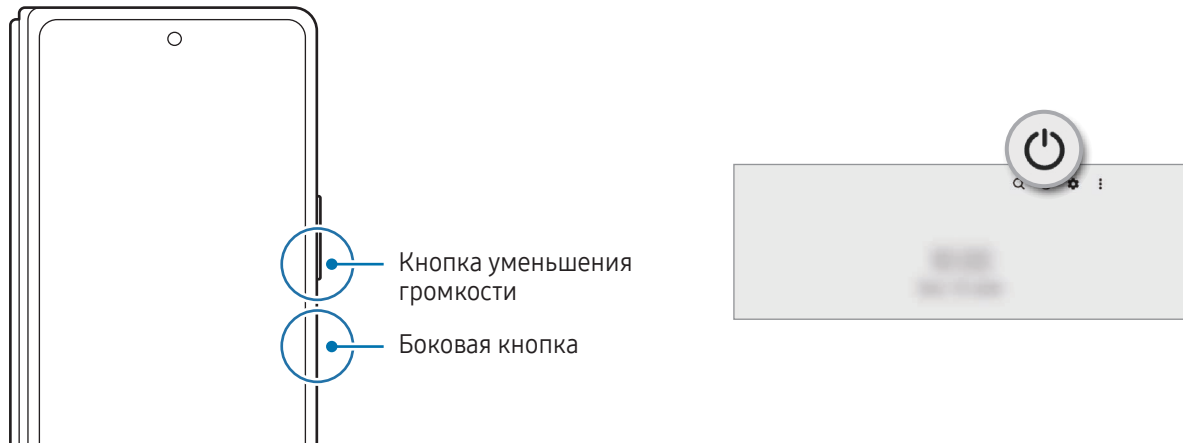 Кнопка уменьшения
громкости
Боковая кнопка